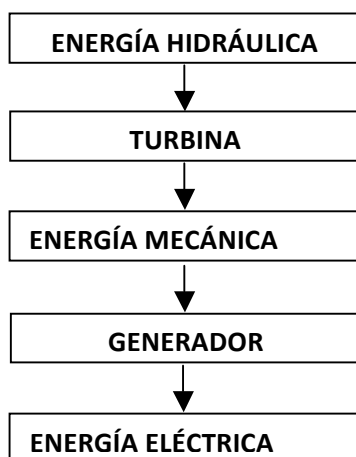 ENERGÍA HIDRÁULICA
TURBINA
ENERGÍA MECÁNICA
GENERADOR
ENERGÍA ELÉCTRICA